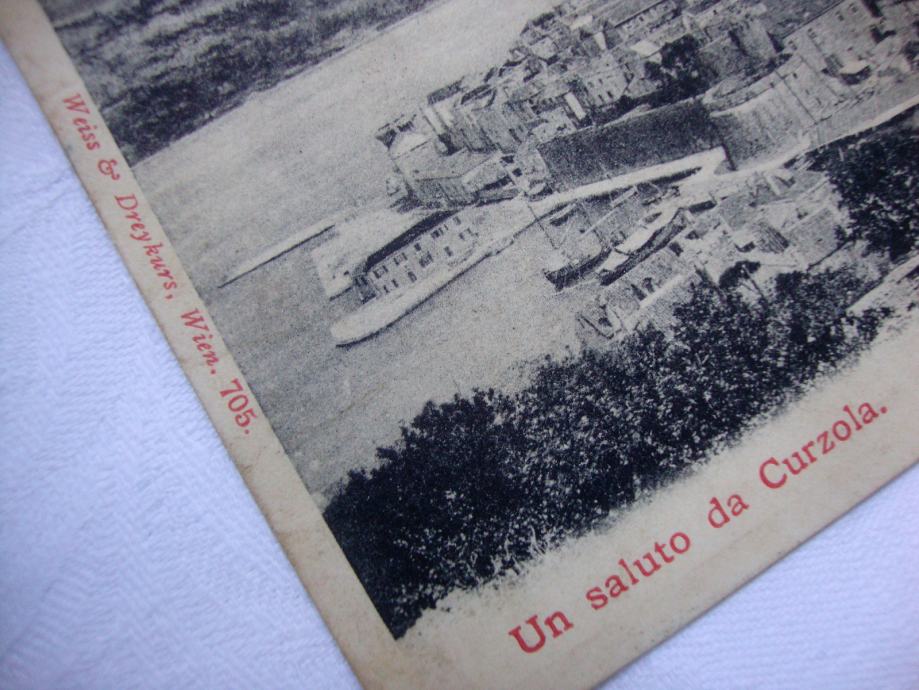 Weiss & Dreykurs, Wien. 705.
Un saluto da Curzola.